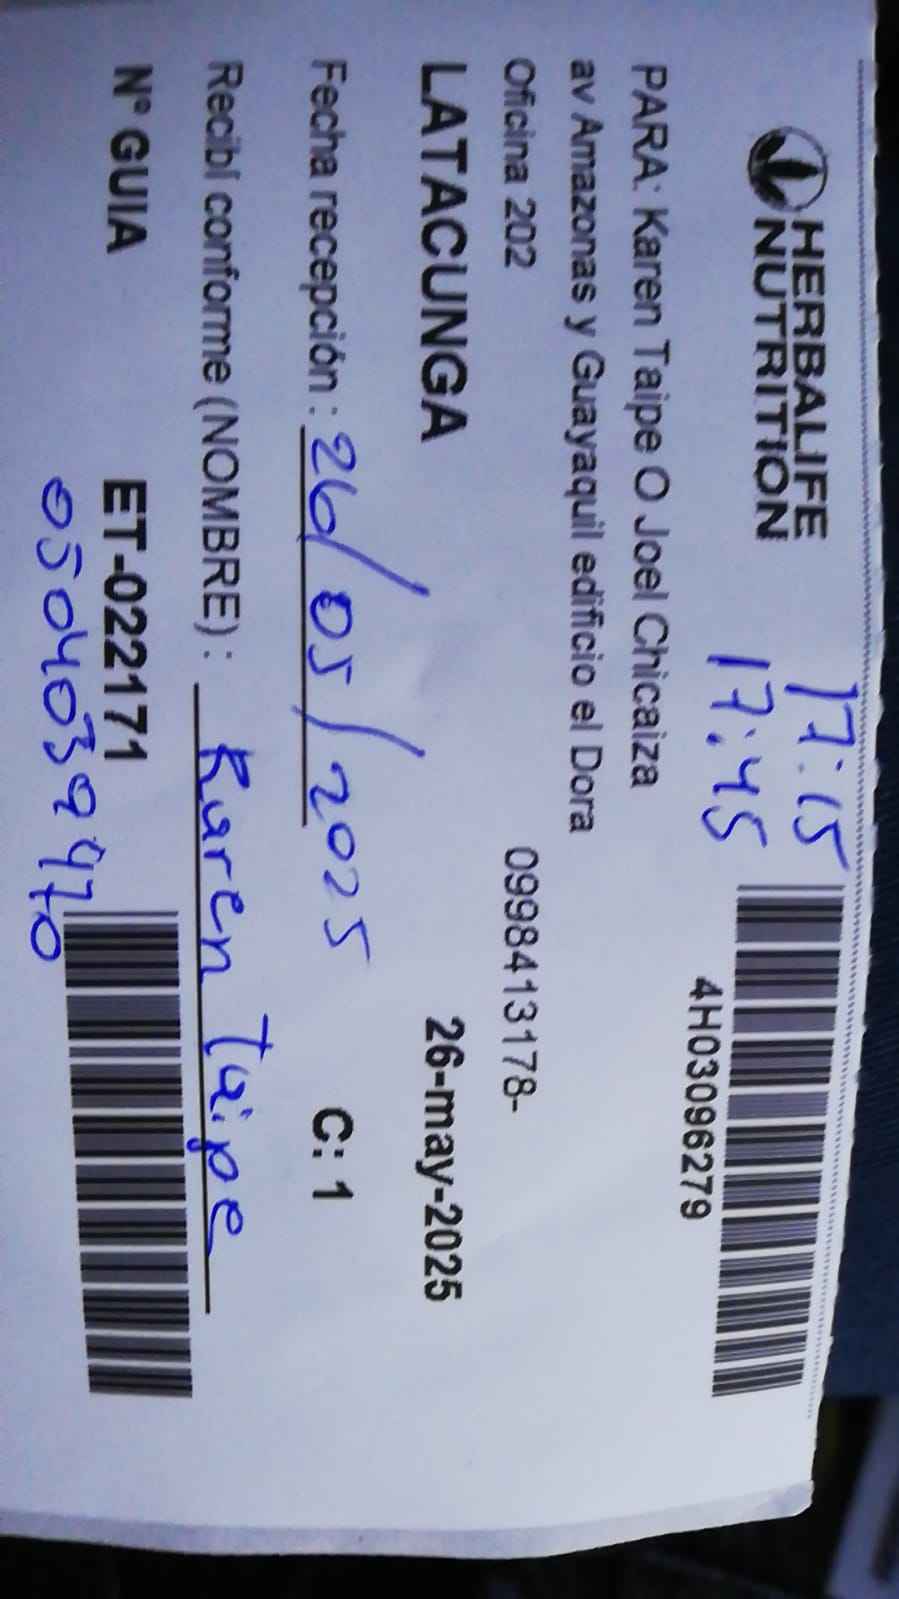 HERBALIFE
NUTRITION
17:15
17:45
4H03096279
PARA: Karen Taipe O Joel Chicaiza
av Amazonas y Guayaquil edificio el Dora
Oficina 202 0998413178-
LATACUNGA 26-may-2025
Fecha recepción : 26/05/2025 C: 1
Recibí conforme (NOMBRE) : Karen Taipe
N° GUIA ET-022171
0504039970